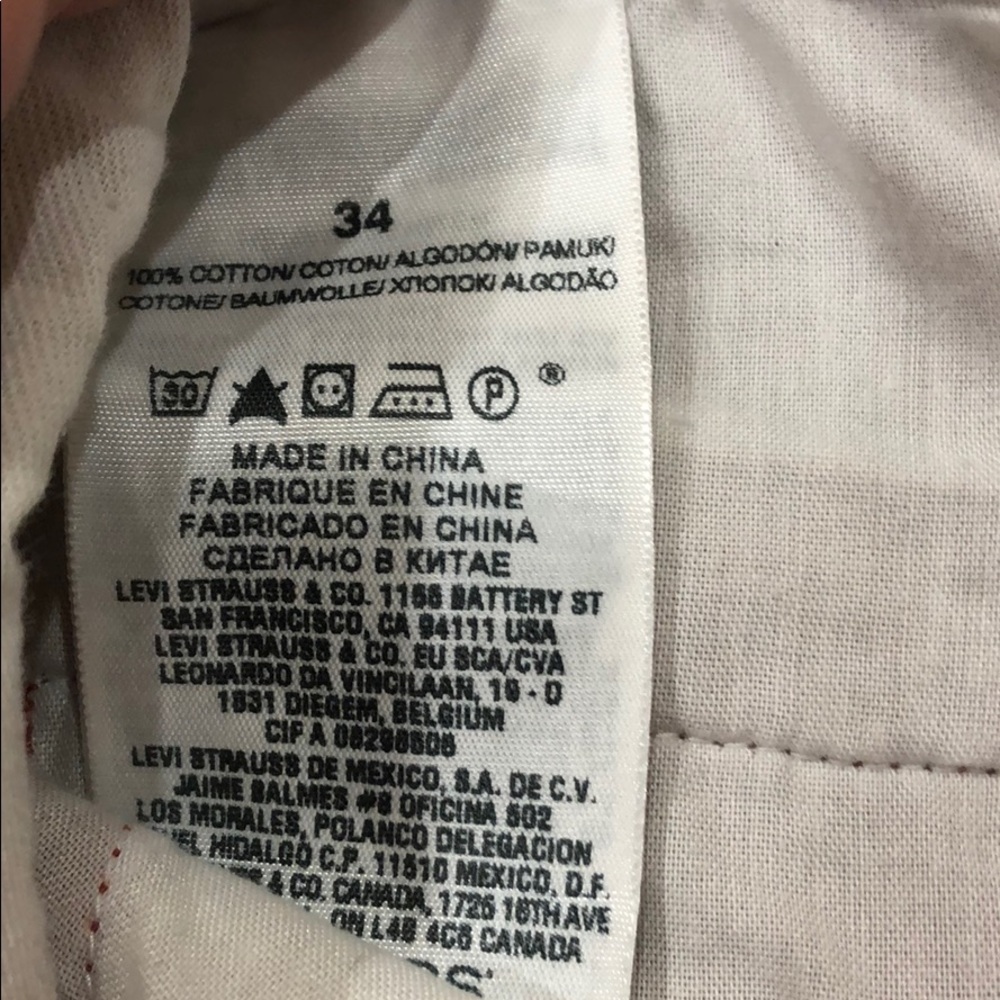 34
100% COTTON/ COTON/ ALGODÓN/ PAMUK/
COTONE/ BAUMWOLLE/ ХЛОПОК/ ALGODÃO
30 P ®
MADE IN CHINA
FABRIQUE EN CHINE
FABRICADO EN CHINA
СДЕЛАНО В КИТАЕ
LEVI STRAUSS & CO. 1155 BATTERY ST
SAN FRANCISCO, CA 94111 USA
LEVI STRAUSS & CO. EU SCA/CVA
LEONARDO DA VINCILAAN, 19 - D
1831 DIEGEM, BELGIUM
CIF A
LEVI STRAUSS DE MEXICO, S.A. DE C.V.
JAIME BALMES #8 OFICINA 502
LOS MORALES, POLANCO DELEGACION
HIDALGO C.P. 11510 MEXICO, D.F.
& CO. CANADA, 1725 16TH AVE
ON L4B 4C6 CANADA